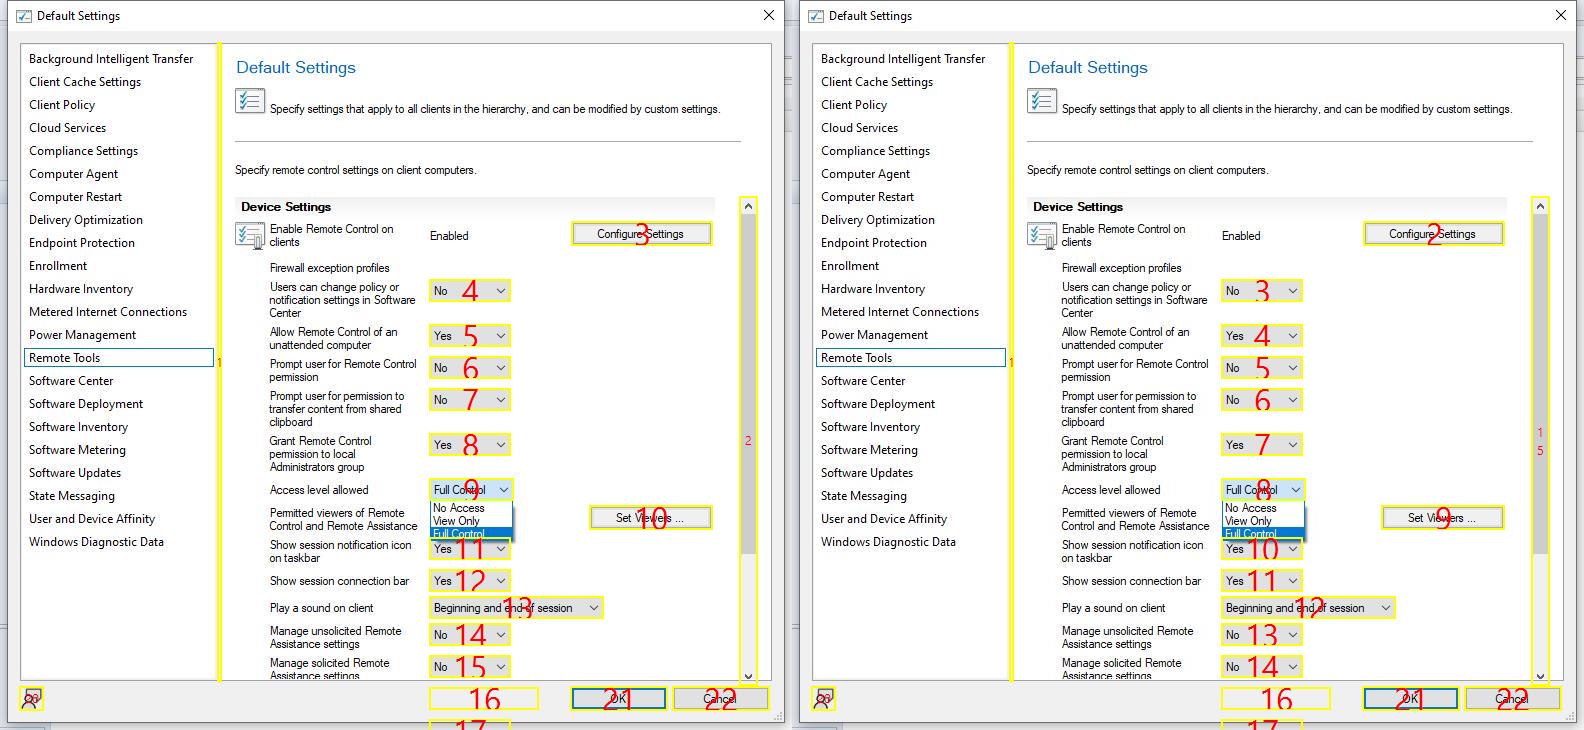 Default Settings
Background Intelligent Transfer
Client Cache Settings
Client Policy
Cloud Services
Compliance Settings
Computer Agent
Computer Restart
Delivery Optimization
Endpoint Protection
Enrollment
Hardware Inventory
Metered Internet Connections
Power Management
Remote Tools
Software Center
Software Deployment
Software Inventory
Software Metering
Software Updates
State Messaging
User and Device Affinity
Windows Diagnostic Data
1
Default Settings
Specify settings that apply to all clients in the hierarchy, and can be modified by custom settings.
Specify remote control settings on client computers.
Device Settings
Enable Remote Control on
clients
Enabled
Configure Settings
3
Firewall exception profiles
Users can change policy or
notification settings in Software
Center
No 4
Allow Remote Control of an
unattended computer
Yes 5
Prompt user for Remote Control
permission
No 6
Prompt user for permission to
transfer content from shared
clipboard
No 7
Grant Remote Control
permission to local
Administrators group
Yes 8
2
Access level allowed
Full Control 9
No Access
View Only
Full Control
Permitted viewers of Remote
Control and Remote Assistance
Set Viewers ... 10
Show session notification icon
on taskbar
Yes 11
Show session connection bar
Yes 12
Play a sound on client
Beginning and end of session 13
Manage unsolicited Remote
Assistance settings
No 14
Manage solicited Remote
Assistance settings
No 15
16
OK 21
Cancel 22
17
Default Settings
Background Intelligent Transfer
Client Cache Settings
Client Policy
Cloud Services
Compliance Settings
Computer Agent
Computer Restart
Delivery Optimization
Endpoint Protection
Enrollment
Hardware Inventory
Metered Internet Connections
Power Management
Remote Tools
Software Center
Software Deployment
Software Inventory
Software Metering
Software Updates
State Messaging
User and Device Affinity
Windows Diagnostic Data
1
Default Settings
Specify settings that apply to all clients in the hierarchy, and can be modified by custom settings.
Specify remote control settings on client computers.
Device Settings
Enable Remote Control on
clients
Enabled
Configure Settings
2
Firewall exception profiles
Users can change policy or
notification settings in Software
Center
No 3
Allow Remote Control of an
unattended computer
Yes 4
Prompt user for Remote Control
permission
No 5
Prompt user for permission to
transfer content from shared
clipboard
No 6
Grant Remote Control
permission to local
Administrators group
Yes 7
1
5
Access level allowed
Full Control 8
No Access
View Only
Full Control
Permitted viewers of Remote
Control and Remote Assistance
Set Viewers ... 9
Show session notification icon
on taskbar
Yes 10
Show session connection bar
Yes 11
Play a sound on client
Beginning and end of session 12
Manage unsolicited Remote
Assistance settings
No 13
Manage solicited Remote
Assistance settings
No 14
16
OK 21
Cancel 22
17